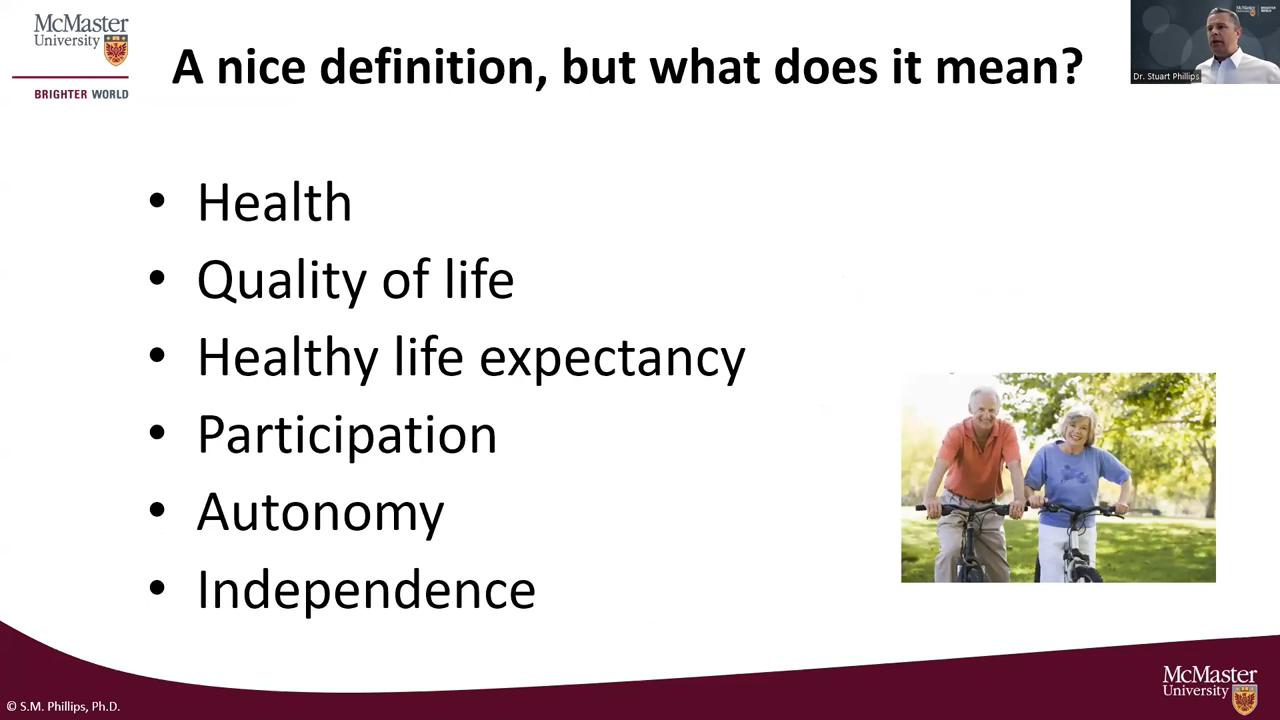 McMaster
University
BRIGHTER WORLD
A nice definition, but what does it mean?
Dr. Stuart Phillips
• Health
• Quality of life
• Healthy life expectancy
• Participation
• Autonomy
• Independence
© S.M. Phillips, Ph.D.
McMaster
University